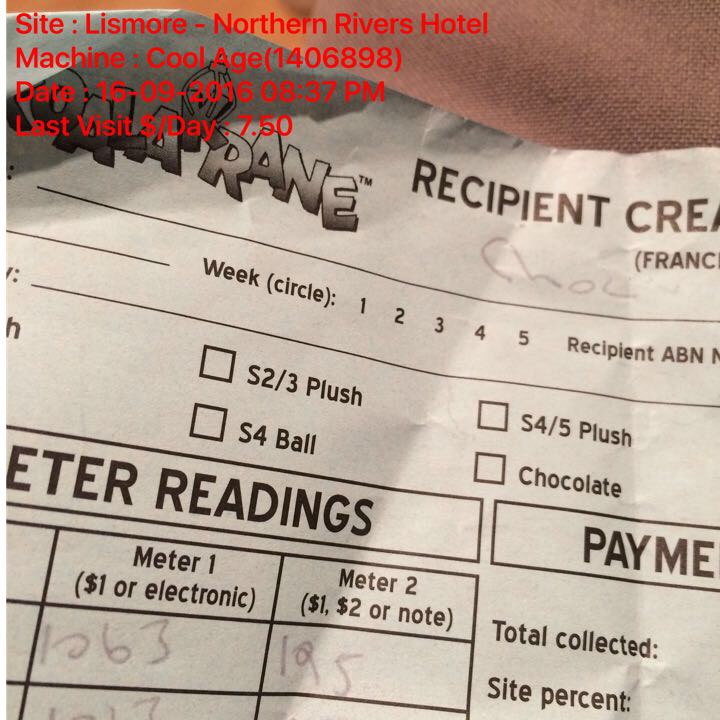 Site : Lismore - Northern Rivers Hotel
Machine : Cool Age(1406898)
Date : 16-09-2016 08:37 PM
Last Visit $/Day : 7.50
RANE™
RECIPIENT CREA
(FRANC
Choc
Week (circle): 1 2 3 4 5
Recipient ABN N
S2/3 Plush
S4/5 Plush
S4 Ball
Chocolate
ETER READINGS
PAYME
Meter 1
($1 or electronic)
Meter 2
($1, $2 or note)
1063
195
Total collected:
Site percent: